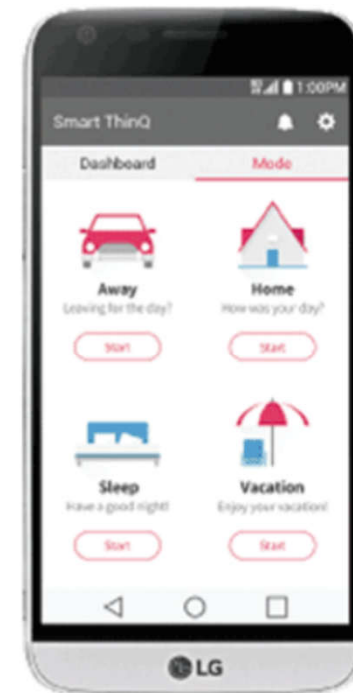 1:00PM
Smart ThinQ
Dashboard Mode
Away Home
Leaving for the day? How was your day?
Start Start
Sleep Vacation
Have a good night! Enjoy your vacation!
Start Start
LG